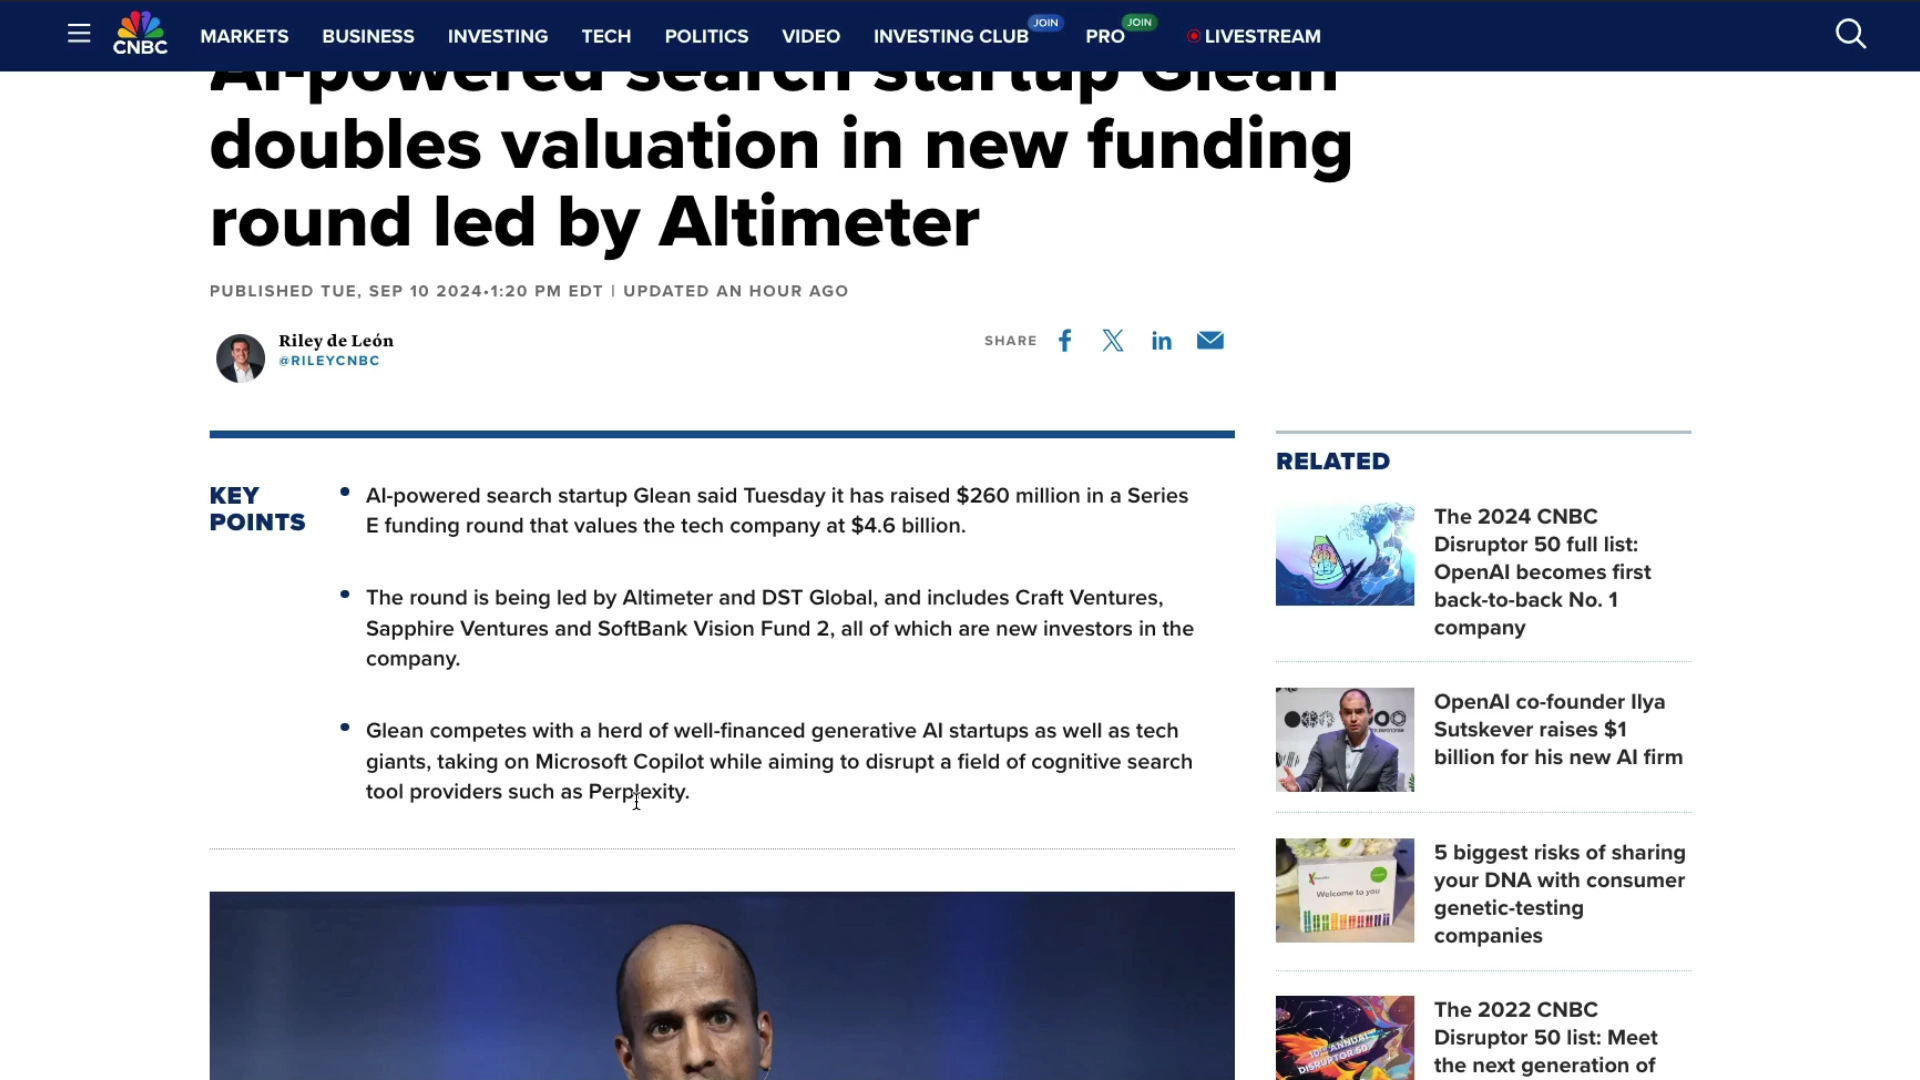 CNBC
MARKETS BUSINESS INVESTING TECH POLITICS VIDEO INVESTING CLUB JOIN PRO JOIN LIVESTREAM
AI-powered search startup Glean
doubles valuation in new funding
round led by Altimeter
PUBLISHED TUE, SEP 10 2024•1:20 PM EDT | UPDATED AN HOUR AGO
Riley de León
@RILEYCNBC
SHARE
KEY
POINTS
AI-powered search startup Glean said Tuesday it has raised $260 million in a Series
E funding round that values the tech company at $4.6 billion.
The round is being led by Altimeter and DST Global, and includes Craft Ventures,
Sapphire Ventures and SoftBank Vision Fund 2, all of which are new investors in the
company.
Glean competes with a herd of well-financed generative AI startups as well as tech
giants, taking on Microsoft Copilot while aiming to disrupt a field of cognitive search
tool providers such as Perplexity.
RELATED
The 2024 CNBC
Disruptor 50 full list:
OpenAI becomes first
back-to-back No. 1
company
OpenAI co-founder Ilya
Sutskever raises $1
billion for his new AI firm
Welcome to you
5 biggest risks of sharing
your DNA with consumer
genetic-testing
companies
10TH ANNUAL
DISRUPTOR 50
The 2022 CNBC
Disruptor 50 list: Meet
the next generation of